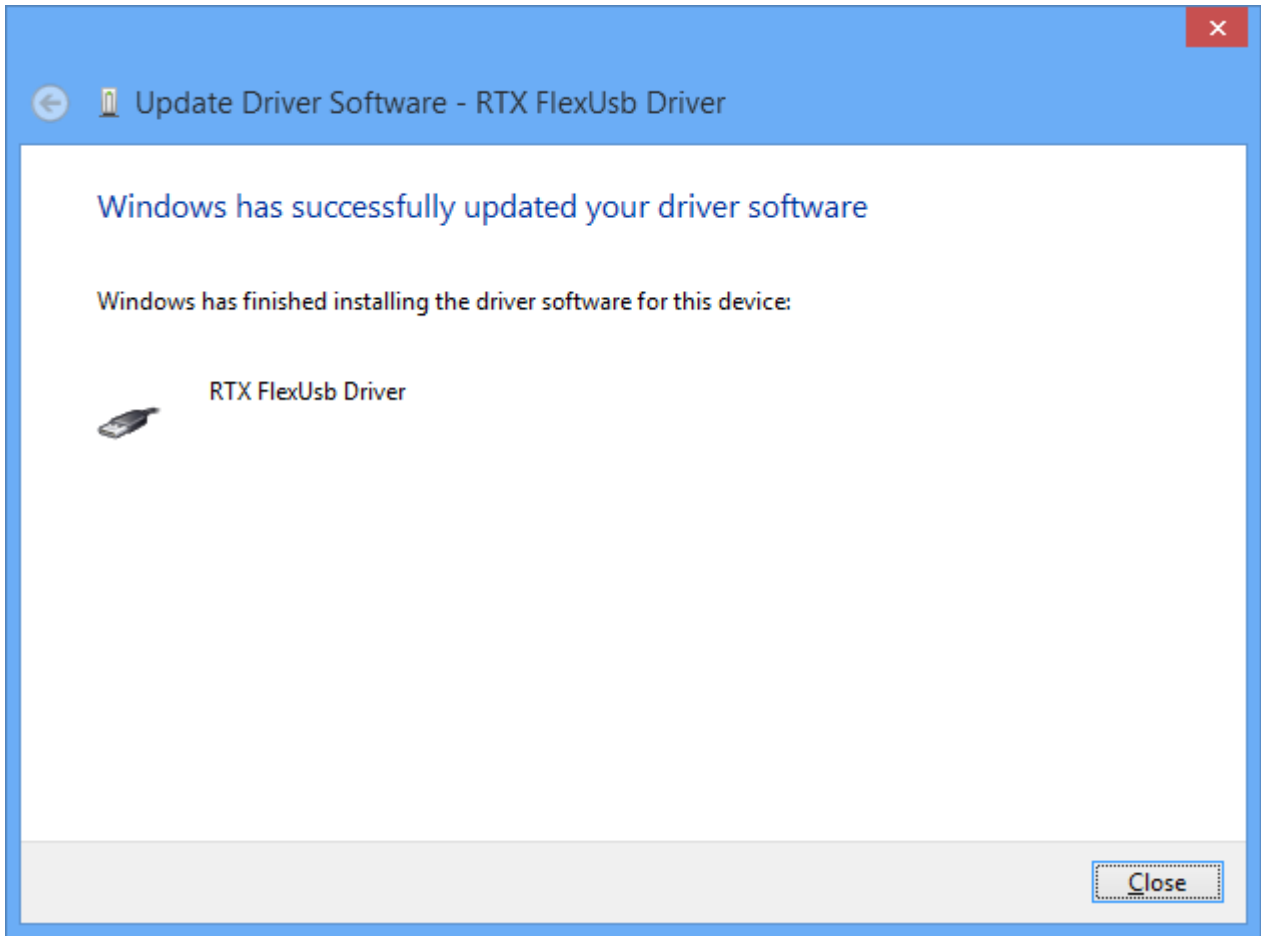 Update Driver Software - RTX FlexUsb Driver
Windows has successfully updated your driver software
Windows has finished installing the driver software for this device:
RTX FlexUsb Driver
Close